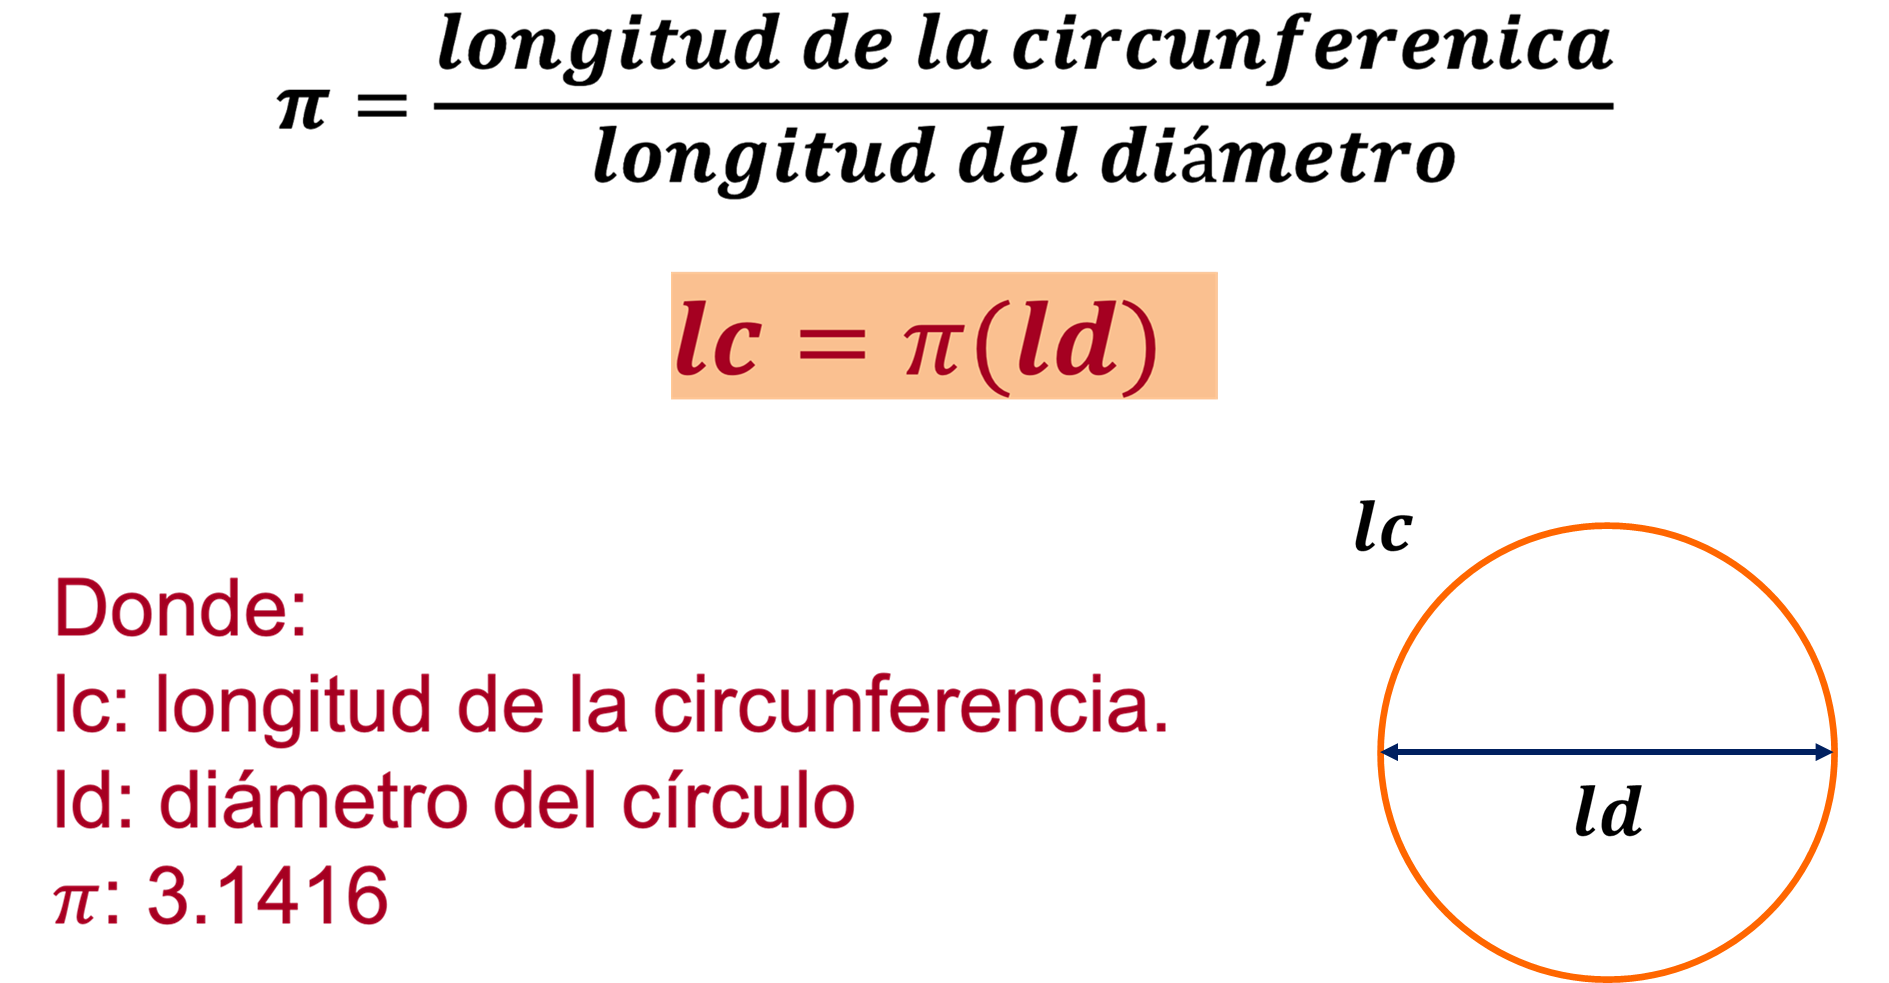 π = longitud de la circunferenica / longitud del diámetro
lc = π(ld)
Donde:
lc: longitud de la circunferencia.
ld: diámetro del círculo
π: 3.1416
lc
ld